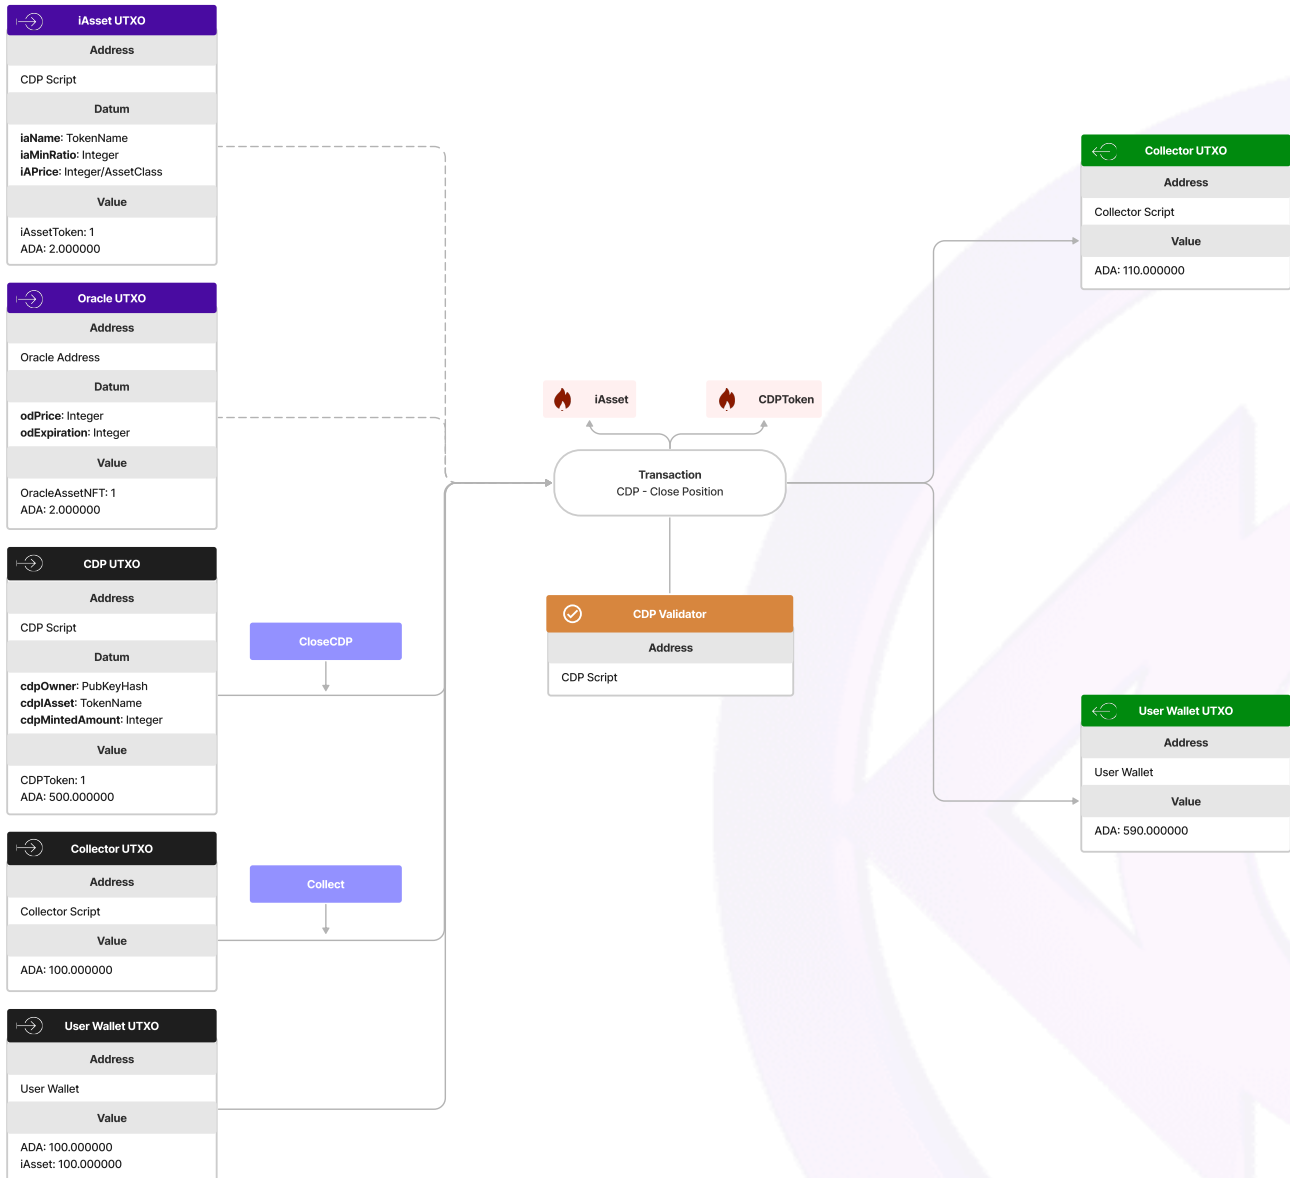 iAsset UTXO
Address
CDP Script
Datum
iaName: TokenName
iaMinRatio: Integer
iAPrice: Integer/AssetClass
Value
iAssetToken: 1
ADA: 2.000000
Oracle UTXO
Address
Oracle Address
Datum
odPrice: Integer
odExpiration: Integer
Value
OracleAssetNFT: 1
ADA: 2.000000
CDP UTXO
Address
CDP Script
Datum
cdpOwner: PubKeyHash
cdpIAsset: TokenName
cdpMintedAmount: Integer
Value
CDPToken: 1
ADA: 500.000000
Collector UTXO
Address
Collector Script
Value
ADA: 100.000000
User Wallet UTXO
Address
User Wallet
Value
ADA: 100.000000
iAsset: 100.000000
CloseCDP
Collect
iAsset
CDPToken
Transaction
CDP - Close Position
CDP Validator
Address
CDP Script
Collector UTXO
Address
Collector Script
Value
ADA: 110.000000
User Wallet UTXO
Address
User Wallet
Value
ADA: 590.000000